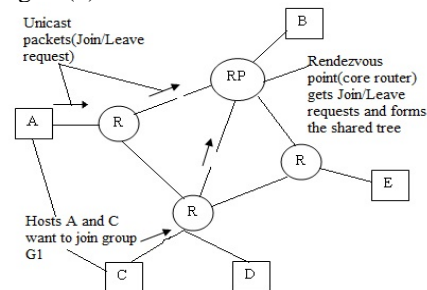 Unicast
packets(Join/Leave
request)
B
RP
Rendezvous
point(core router)
gets Join/Leave
requests and forms
the shared tree
A
R
R
E
R
Hosts A and C
want to join group
G1
C
D